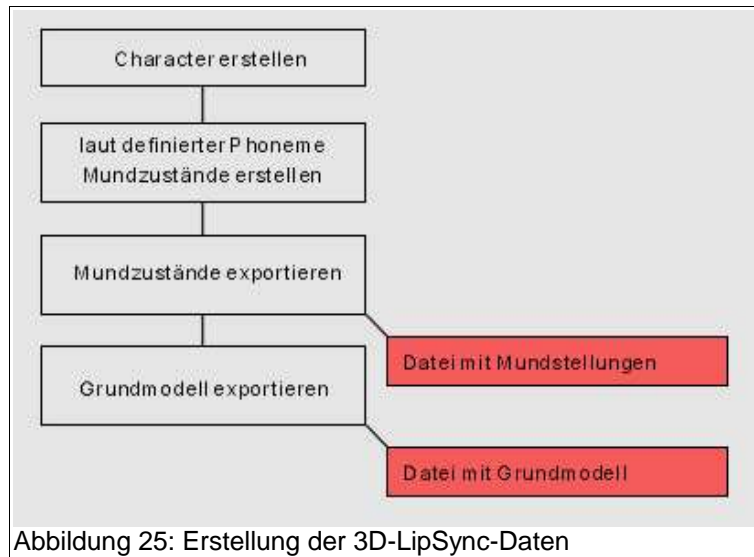 Character erstellen
laut definierter Phoneme
Mundzustände erstellen
Mundzustände exportieren
Datei mit Mundstellungen
Grundmodell exportieren
Datei mit Grundmodell
Abbildung 25: Erstellung der 3D-LipSync-Daten